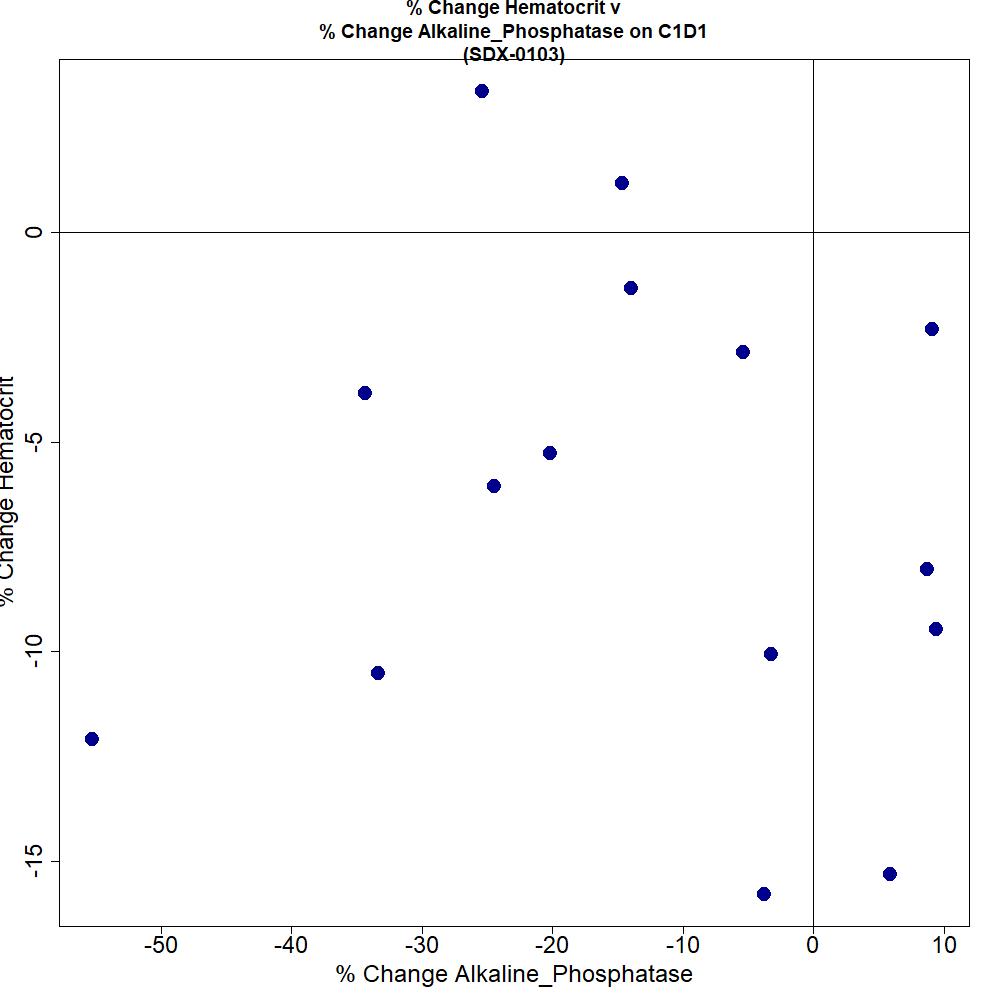 % Change Hematocrit v
% Change Alkaline_Phosphatase on C1D1
(SDX-0103)
% Change Hematocrit
0
-5
-10
-15
-50 -40 -30 -20 -10 0 10
% Change Alkaline_Phosphatase